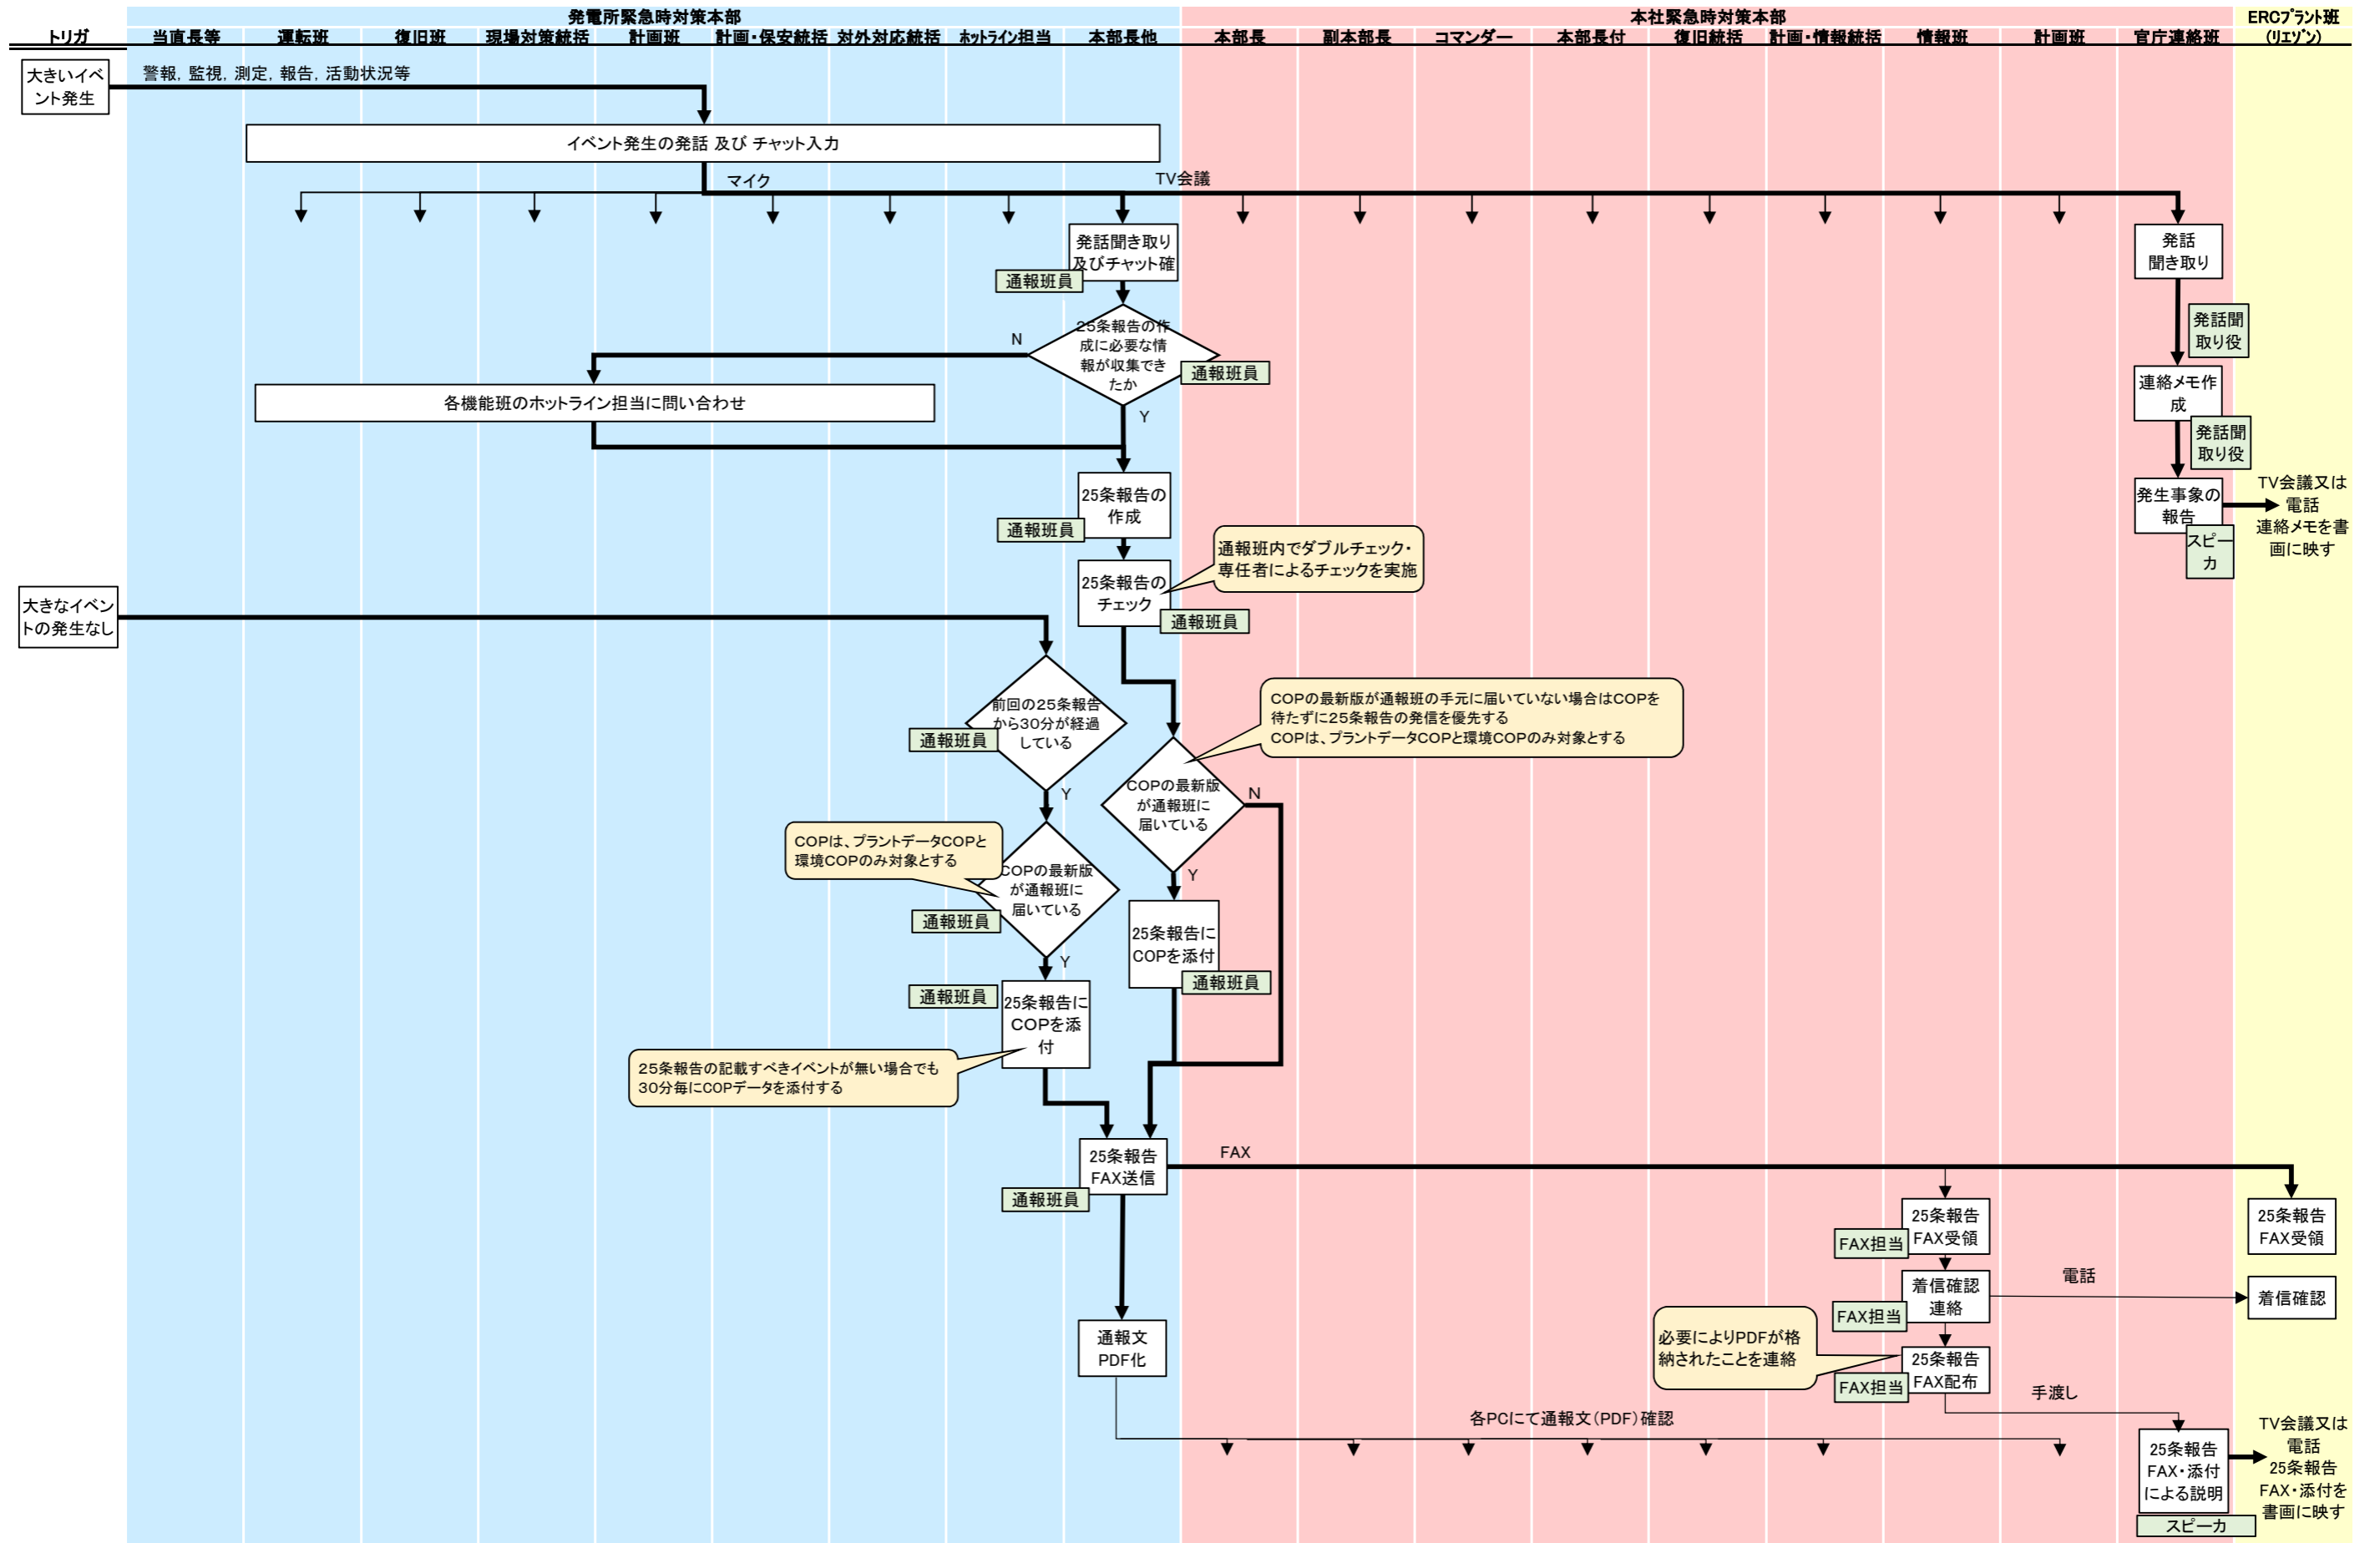 発電所緊急時対策本部
本社緊急時対策本部
ERCプラント班
(リエゾン)
トリガ
当直長等
運転班
復旧班
現場対策統括
計画班
計画・保安統括
対外対応統括
ホットライン担当
本部長他
本部長
副本部長
コマンダー
本部長付
復旧統括
計画・情報統括
情報班
計画班
官庁連絡班
大きいイベ
ント発生
警報, 監視, 測定, 報告, 活動状況等
イベント発生の発話 及び チャット入力
マイク
TV会議
発話聞き取り
及びチャット確
通報班員
発話
聞き取り
発話聞
取り役
25条報告の作
成に必要な情
報が収集でき
たか
N
Y
通報班員
各機能班のホットライン担当に問い合わせ
連絡メモ作
成
発話聞
取り役
25条報告の
作成
通報班員
発生事象の
報告
スピー
カ
TV会議又は
電話
連絡メモを書
画に映す
通報班内でダブルチェック・
専任者によるチェックを実施
25条報告の
チェック
通報班員
大きなイベン
トの発生なし
前回の25条報告
から30分が経過
している
通報班員
Y
COPの最新版が通報班の手元に届いていない場合はCOPを
待たずに25条報告の発信を優先する
COPは、プラントデータCOPと環境COPのみ対象とする
COPの最新版
が通報班に
届いている
N
Y
COPは、プラントデータCOPと
環境COPのみ対象とする
COPの最新版
が通報班に
届いている
通報班員
Y
25条報告に
COPを添付
通報班員
通報班員
25条報告に
COPを添
付
25条報告の記載すべきイベントが無い場合でも
30分毎にCOPデータを添付する
25条報告
FAX送信
通報班員
FAX
25条報告
FAX受領
FAX担当
25条報告
FAX受領
着信確認
連絡
FAX担当
電話
着信確認
通報文
PDF化
必要によりPDFが格
納されたことを連絡
25条報告
FAX配布
FAX担当
手渡し
各PCにて通報文(PDF)確認
25条報告
FAX・添付
による説明
スピーカ
TV会議又は
電話
25条報告
FAX・添付を
書画に映す